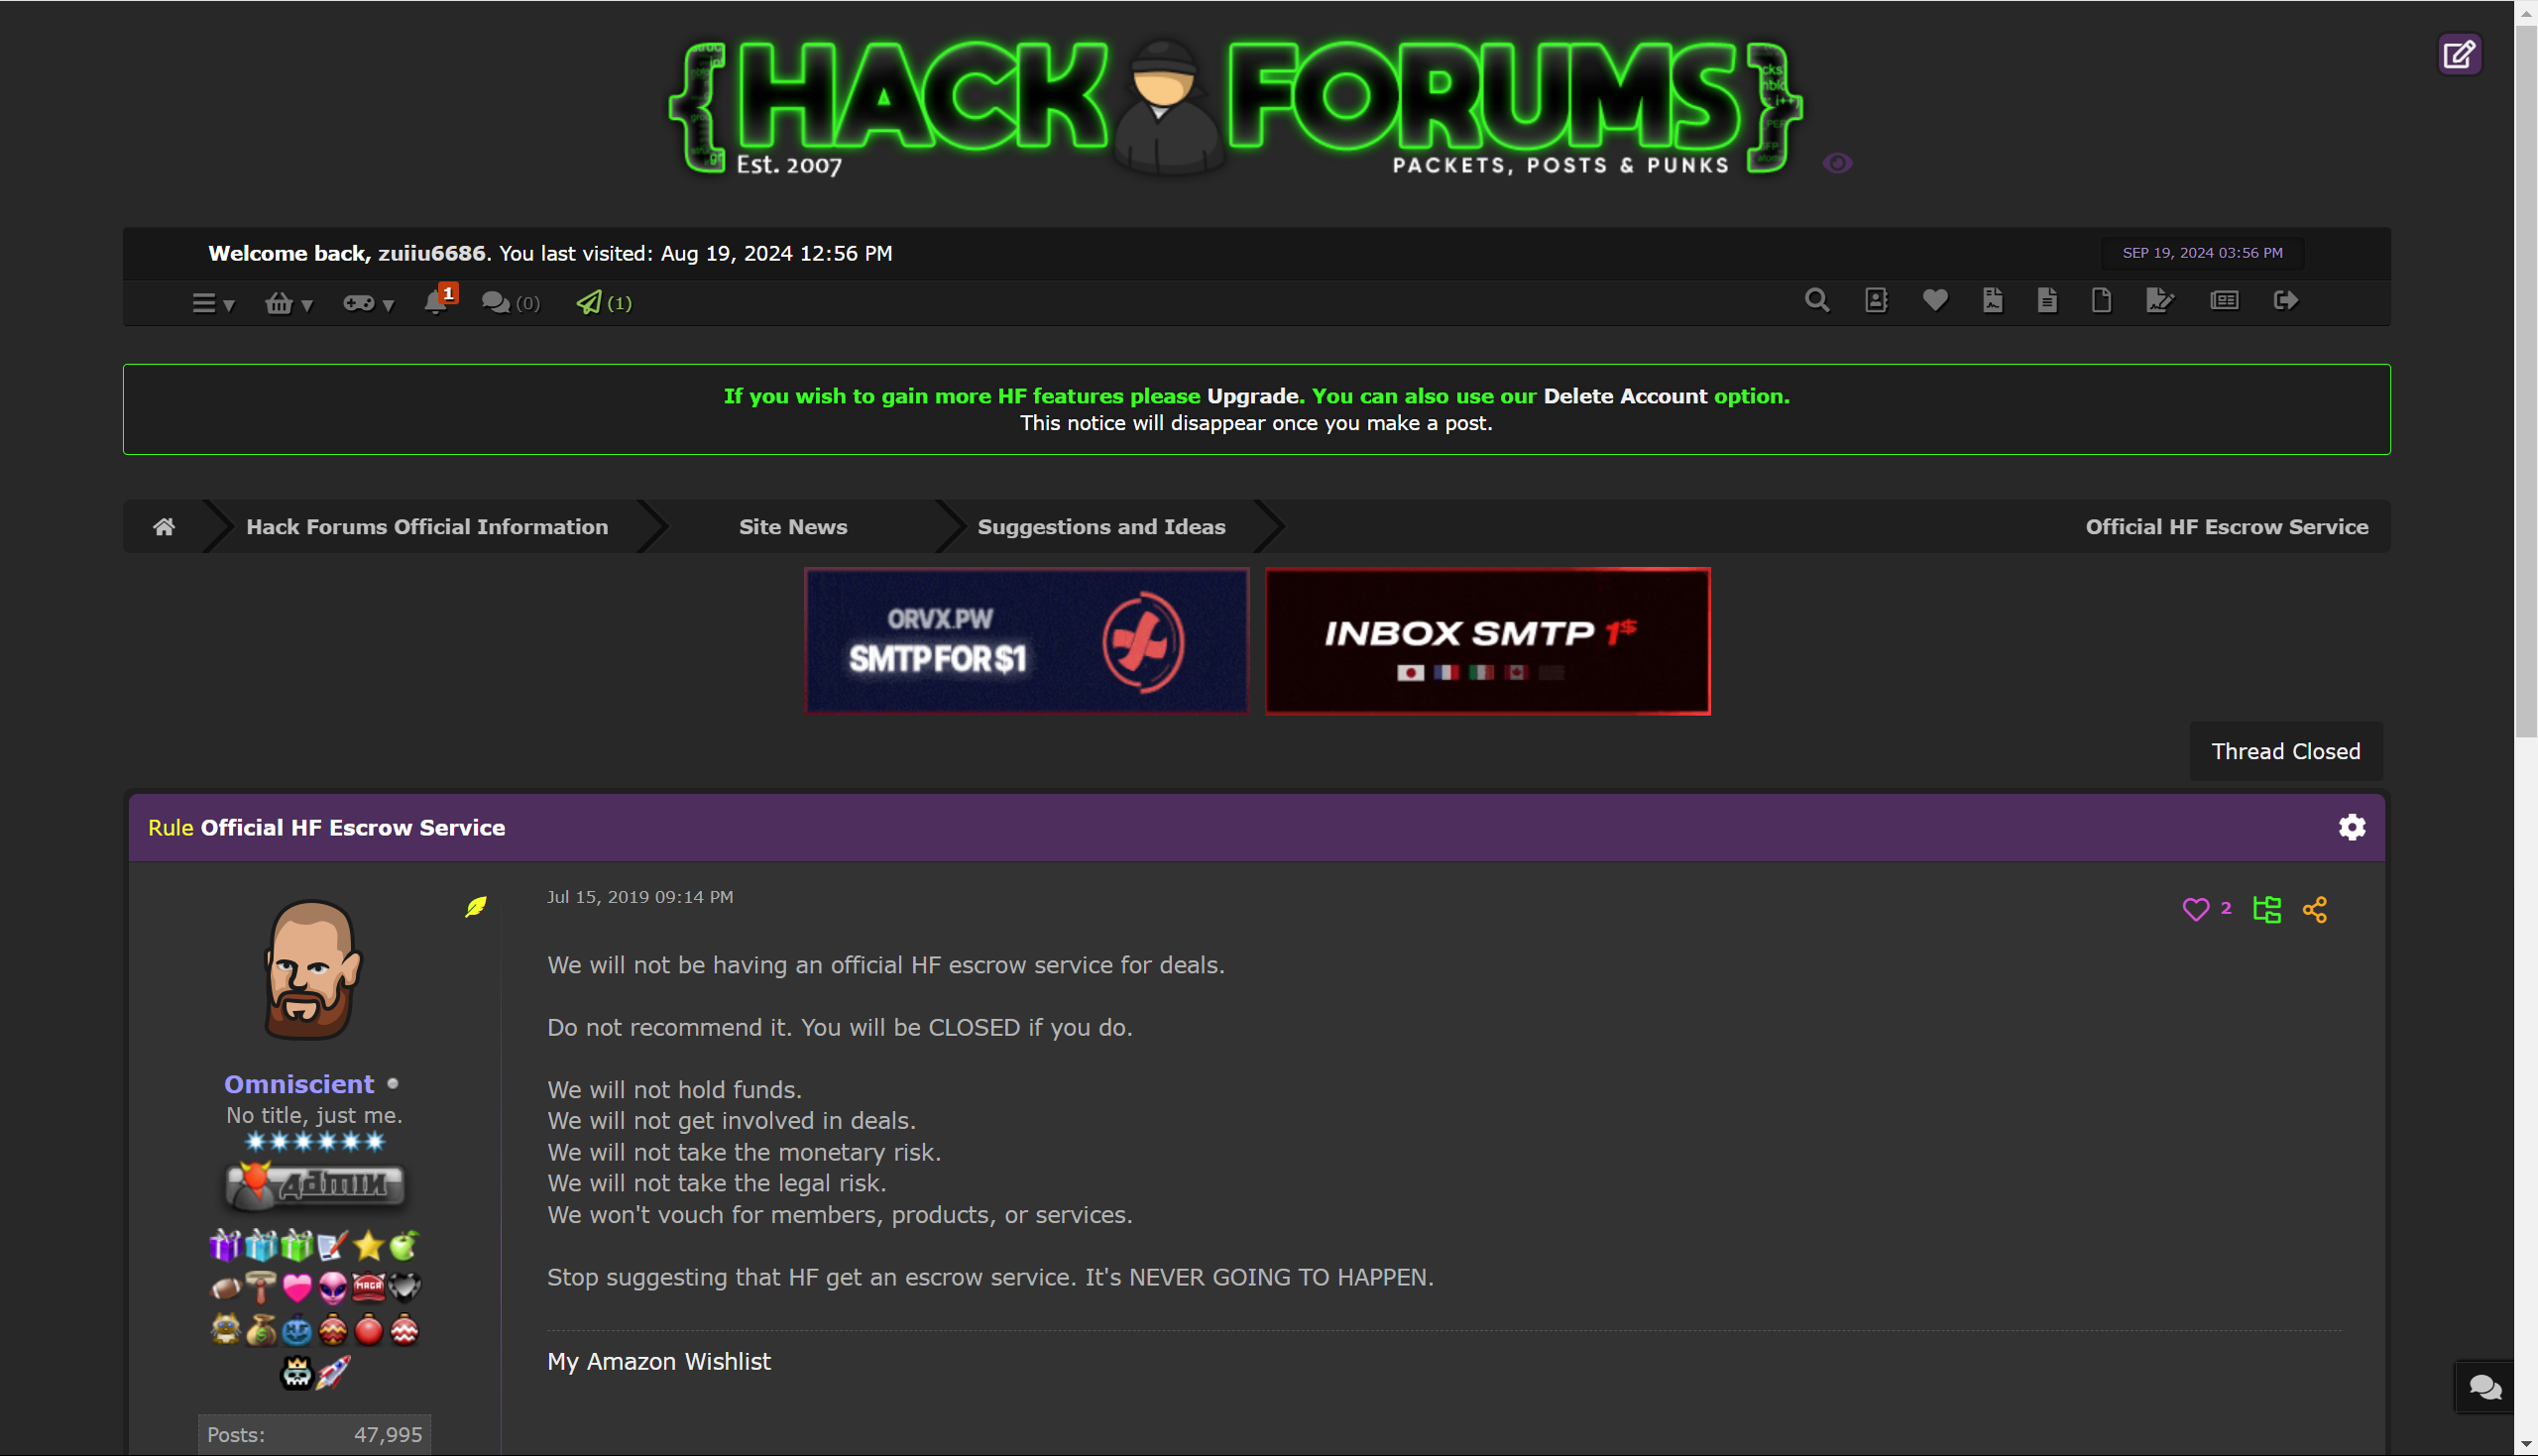 HACK FORUMS
Est. 2007
PACKETS, POSTS & PUNKS
Welcome back, zuiiu6686. You last visited: Aug 19, 2024 12:56 PM
SEP 19, 2024 03:56 PM
1
(0)
(1)
If you wish to gain more HF features please Upgrade. You can also use our Delete Account option.
This notice will disappear once you make a post.
Hack Forums Official Information
Site News
Suggestions and Ideas
Official HF Escrow Service
ORVX.PW
SMTP FOR $1
INBOX SMTP 1$
Thread Closed
Rule Official HF Escrow Service
Jul 15, 2019 09:14 PM
2
We will not be having an official HF escrow service for deals.
Do not recommend it. You will be CLOSED if you do.
We will not hold funds.
We will not get involved in deals.
We will not take the monetary risk.
We will not take the legal risk.
We won't vouch for members, products, or services.
Stop suggesting that HF get an escrow service. It's NEVER GOING TO HAPPEN.
My Amazon Wishlist
Omniscient
No title, just me.
Admin
MAGA
Posts: 47,995